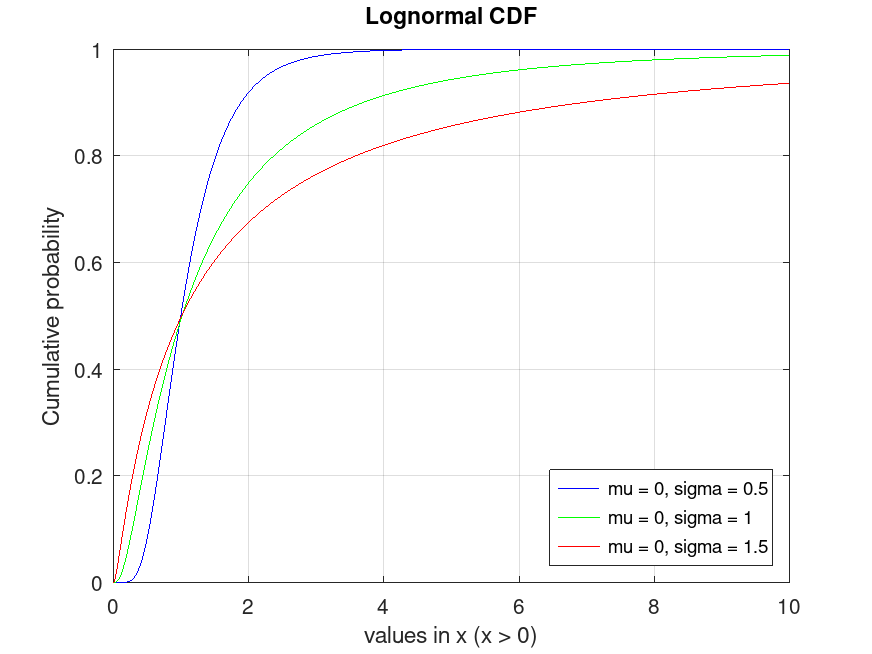 Lognormal CDF
1
0.8
0.6
0.4
0.2
0
Cumulative probability
0
2
4
6
8
10
values in x (x > 0)
mu = 0, sigma = 0.5
mu = 0, sigma = 1
mu = 0, sigma = 1.5